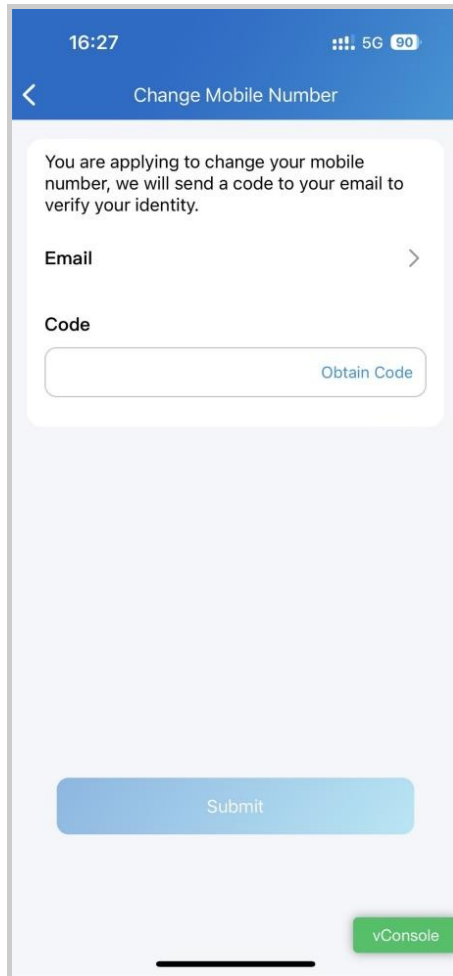 16:27 5G 90
Change Mobile Number
You are applying to change your mobile
number, we will send a code to your email to
verify your identity.
Email
Code
Obtain Code
Submit
vConsole